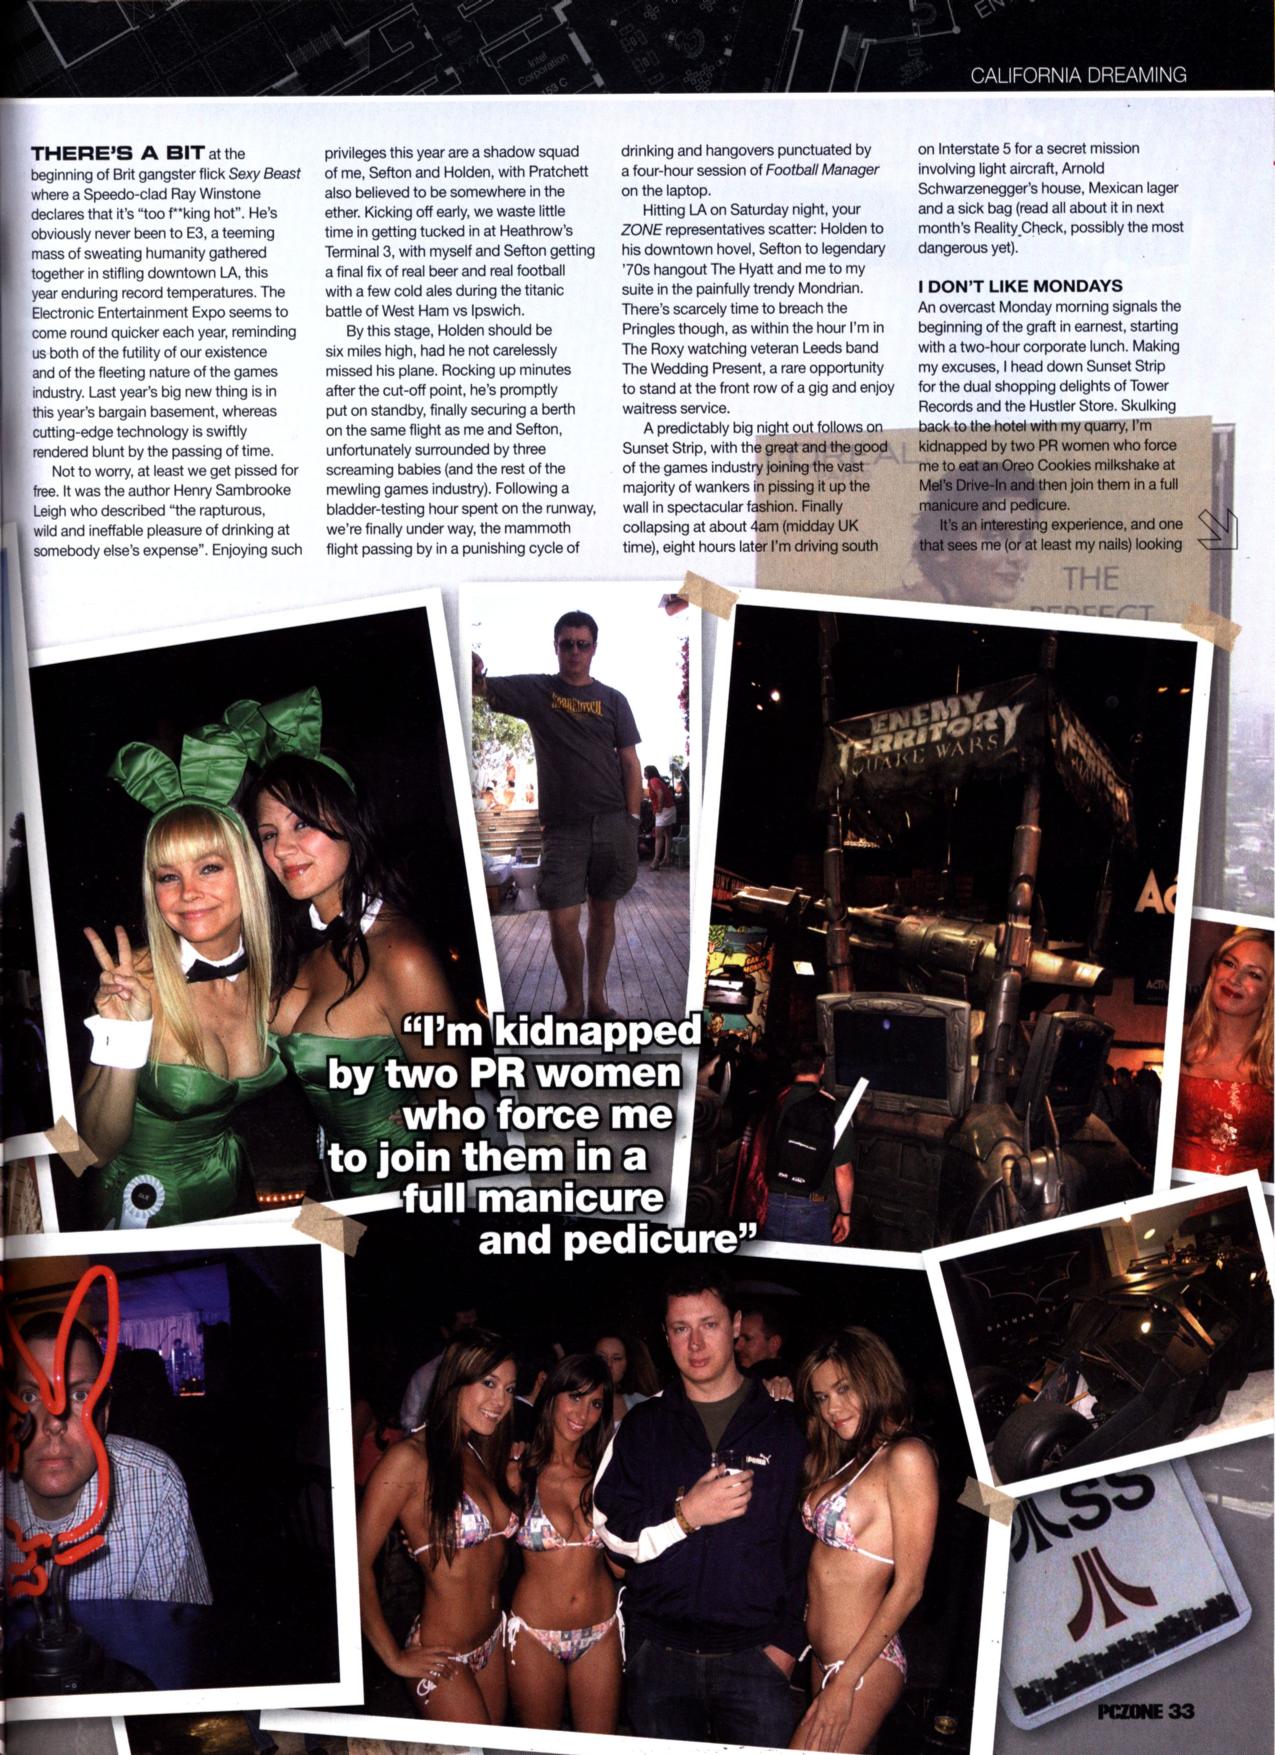 CALIFORNIA DREAMING
Intel
Corporation
153 C
THERE'S A BIT at the
beginning of Brit gangster flick Sexy Beast
where a Speedo-clad Ray Winstone
declares that it's “too f**king hot”. He's
obviously never been to E3, a teeming
mass of sweating humanity gathered
together in stifling downtown LA, this
year enduring record temperatures. The
Electronic Entertainment Expo seems to
come round quicker each year, reminding
us both of the futility of our existence
and of the fleeting nature of the games
industry. Last year's big new thing is in
this year's bargain basement, whereas
cutting-edge technology is swiftly
rendered blunt by the passing of time.
Not to worry, at least we get pissed for
free. It was the author Henry Sambrooke
Leigh who described “the rapturous,
wild and ineffable pleasure of drinking at
somebody else's expense”. Enjoying such
privileges this year are a shadow squad
of me, Sefton and Holden, with Pratchett
also believed to be somewhere in the
ether. Kicking off early, we waste little
time in getting tucked in at Heathrow's
Terminal 3, with myself and Sefton getting
a final fix of real beer and real football
with a few cold ales during the titanic
battle of West Ham vs Ipswich.
By this stage, Holden should be
six miles high, had he not carelessly
missed his plane. Rocking up minutes
after the cut-off point, he's promptly
put on standby, finally securing a berth
on the same flight as me and Sefton,
unfortunately surrounded by three
screaming babies (and the rest of the
mewling games industry). Following a
bladder-testing hour spent on the runway,
we're finally under way, the mammoth
flight passing by in a punishing cycle of
drinking and hangovers punctuated by
a four-hour session of Football Manager
on the laptop.
Hitting LA on Saturday night, your
ZONE representatives scatter: Holden to
his downtown hovel, Sefton to legendary
'70s hangout The Hyatt and me to my
suite in the painfully trendy Mondrian.
There's scarcely time to breach the
Pringles though, as within the hour I'm in
The Roxy watching veteran Leeds band
The Wedding Present, a rare opportunity
to stand at the front row of a gig and enjoy
waitress service.
A predictably big night out follows on
Sunset Strip, with the great and the good
of the games industry joining the vast
majority of wankers in pissing it up the
wall in spectacular fashion. Finally
collapsing at about 4am (midday UK
time), eight hours later I'm driving south
on Interstate 5 for a secret mission
involving light aircraft, Arnold
Schwarzenegger's house, Mexican lager
and a sick bag (read all about it in next
month's Reality Check, possibly the most
dangerous yet).
I DON'T LIKE MONDAYS
An overcast Monday morning signals the
beginning of the graft in earnest, starting
with a two-hour corporate lunch. Making
my excuses, I head down Sunset Strip
for the dual shopping delights of Tower
Records and the Hustler Store. Skulking
back to the hotel with my quarry, I'm
kidnapped by two PR women who force
me to eat an Oreo Cookies milkshake at
Mel's Drive-In and then join them in a full
manicure and pedicure.
It's an interesting experience, and one
that sees me (or at least my nails) looking
THE
PERFECT
ENEMY
TERRITORY
QUAKE WARS
“I'm kidnapped
by two PR women
who force me
to join them in a
full manicure
and pedicure”
BATMAN
PUMA
PCZONE 33